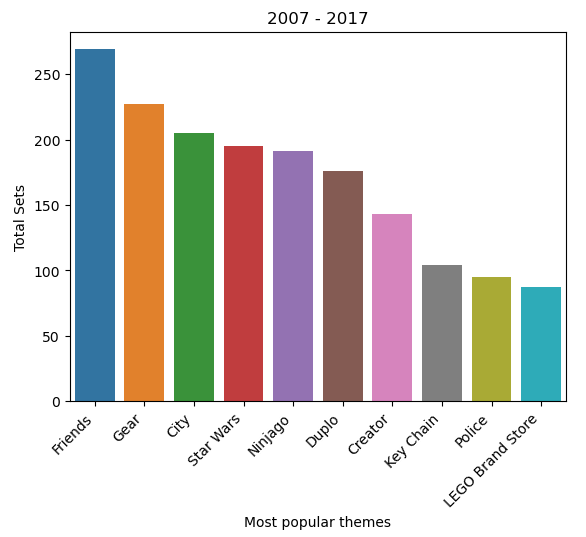 2007 - 2017
Total Sets
250
200
150
100
50
0
Friends
Gear
City
Star Wars
Ninjago
Duplo
Creator
Key Chain
Police
LEGO Brand Store
Most popular themes